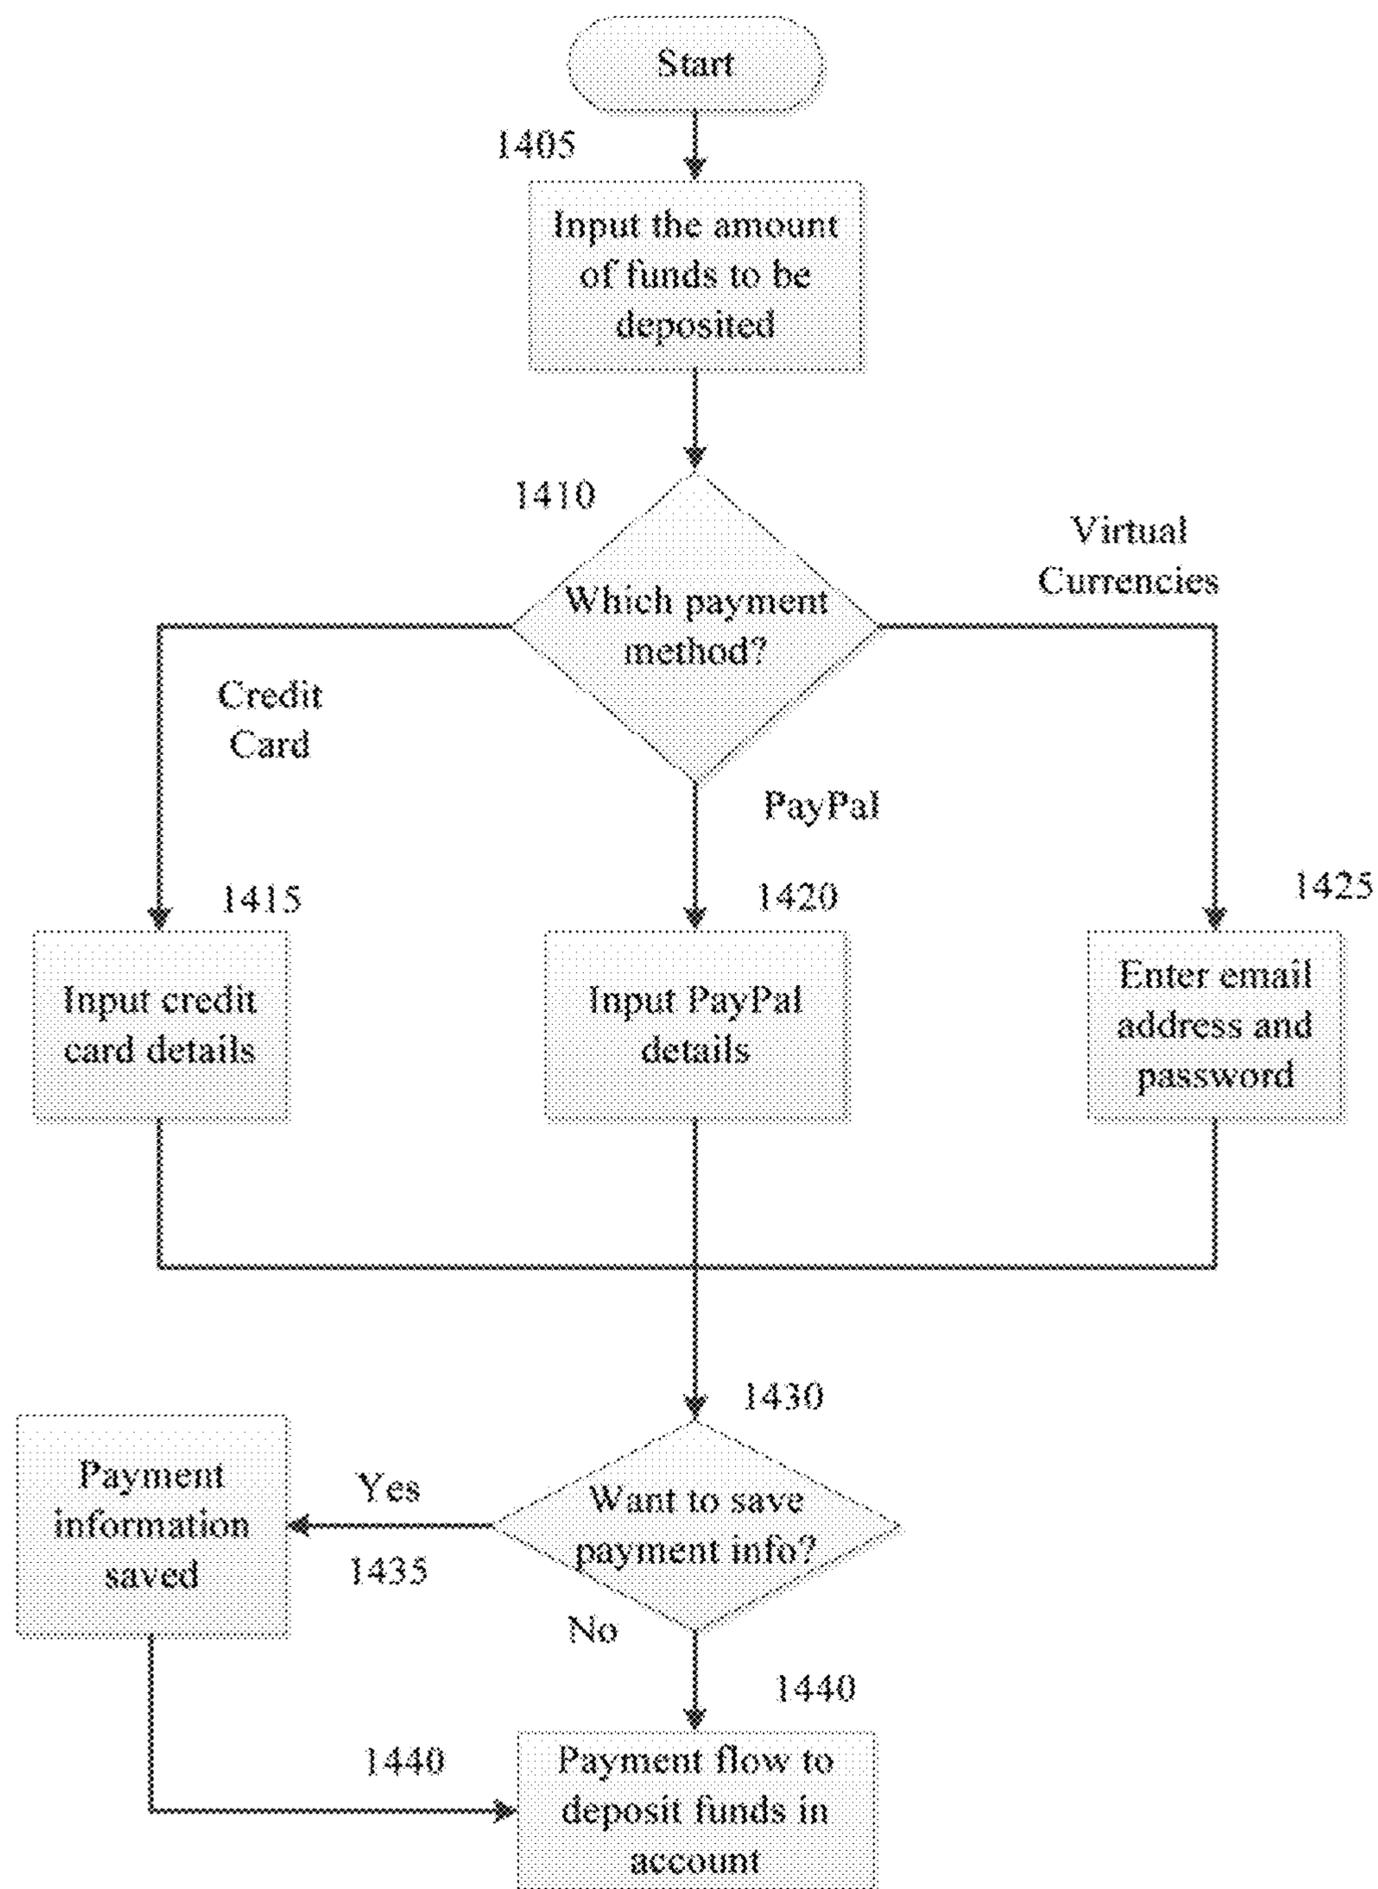 Start
1405
Input the amount
of funds to be
deposited
1410
Which payment
method?
Virtual
Currencies
Credit
Card
PayPal
1415
1420
1425
Input credit
card details
Input PayPal
details
Enter email
address and
password
1430
Want to save
payment info?
Yes
1435
Payment
information
saved
No
1440
1440
Payment flow to
deposit funds in
account